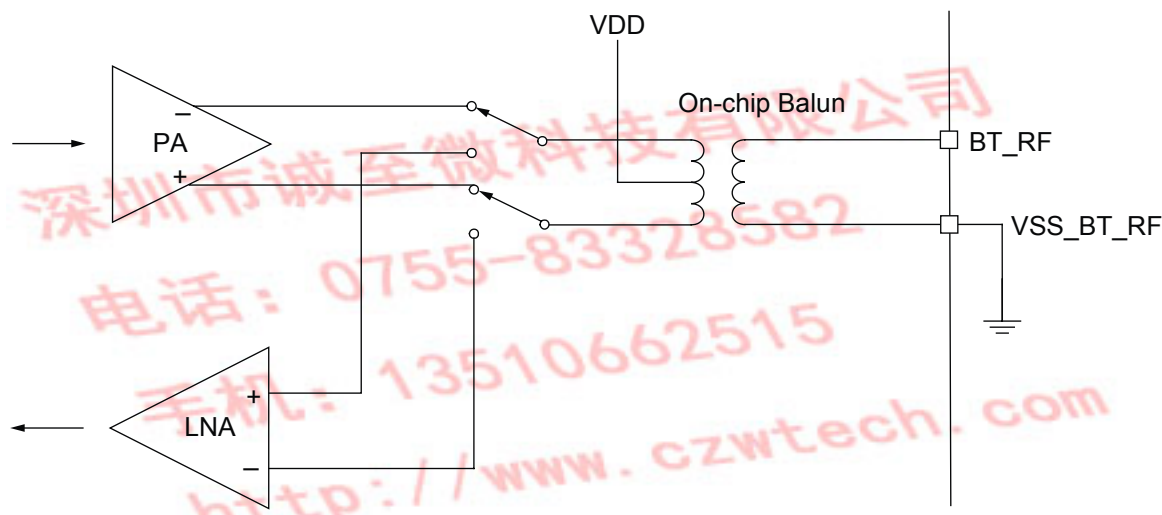 VDD
On-chip Balun
PA
−
+
BT_RF
VSS_BT_RF
LNA
+
−
深圳市诚至微科技有限公司
电话：0755-83328582
手机：13510662515
http://www.czwtech.com